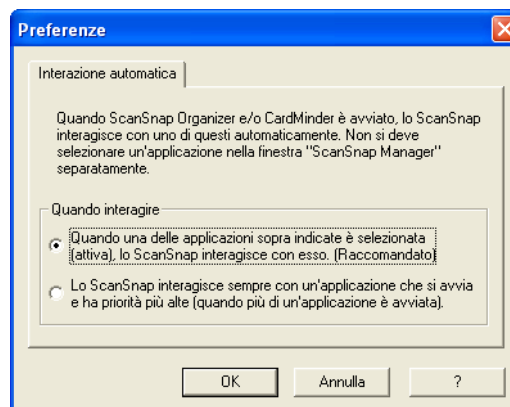 Preferenze
Interazione automatica
Quando ScanSnap Organizer e/o CardMinder è avviato, lo ScanSnap
interagisce con uno di questi automaticamente. Non si deve
selezionare un'applicazione nella finestra "ScanSnap Manager"
separatamente.
Quando interagire
Quando una delle applicazioni sopra indicate è selezionata
(attiva), lo ScanSnap interagisce con esso. (Raccomandato)
Lo ScanSnap interagisce sempre con un'applicazione che si avvia
e ha priorità più alte (quando più di un'applicazione è avviata).
OK
Annulla
?